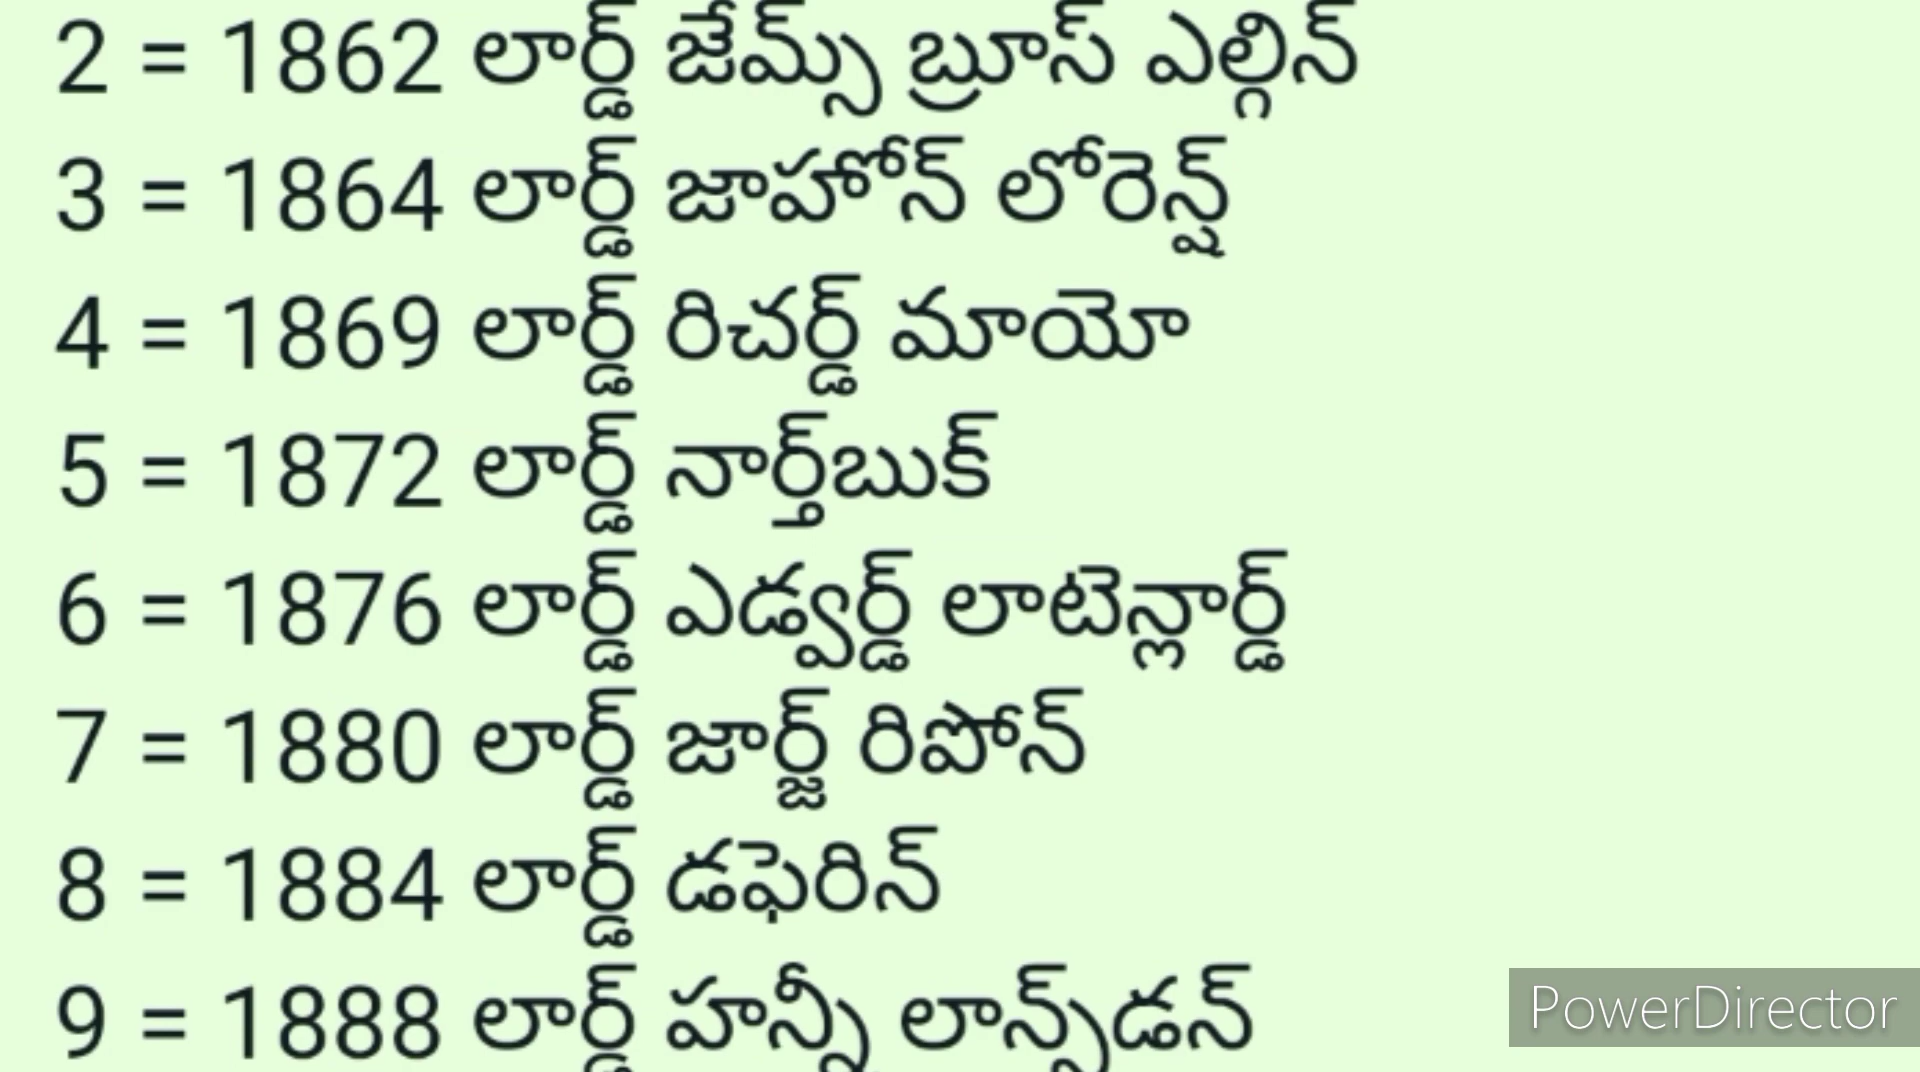 2 = 1862 లార్డ్ జేమ్స్ బ్రూస్ ఎల్గిన్
3 = 1864 లార్డ్ జాహోన్ లోరెన్ష్
4 = 1869 లార్డ్ రిచర్డ్ మాయో
5 = 1872 లార్డ్ నార్త్‌బుక్
6 = 1876 లార్డ్ ఎడ్వర్డ్ లాటెన్లార్డ్
7 = 1880 లార్డ్ జార్జ్ రిపోన్
8 = 1884 లార్డ్ డఫెరిన్
9 = 1888 లార్డ్ హన్నీ లాన్స్‌డన్
PowerDirector